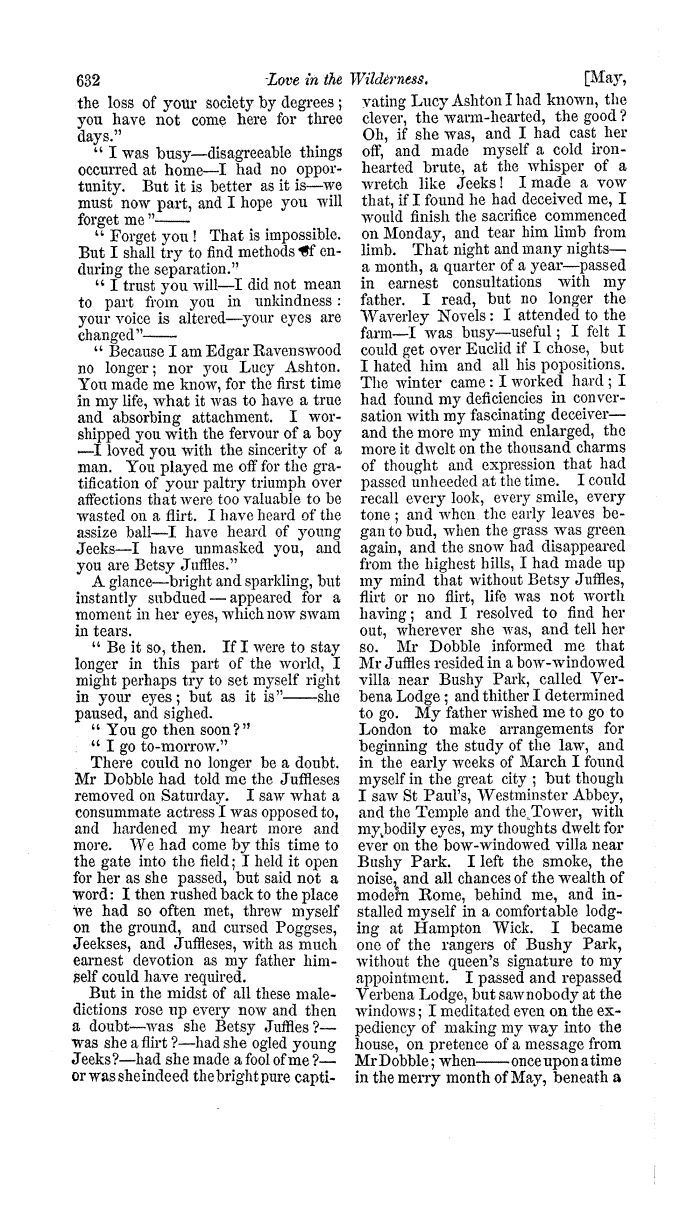 632
Love in the Wilderness.
[May,
the loss of your society by degrees ;
you have not come here for three
days."
" I was busy—disagreeable things
occurred at home—I had no oppor-
tunity. But it is better as it is—we
must now part, and I hope you will
forget me "——
" Forget you ! That is impossible.
But I shall try to find methods of en-
during the separation."
" I trust you will—I did not mean
to part from you in unkindness :
your voice is altered—your eyes are
changed"——
" Because I am Edgar Ravenswood
no longer ; nor you Lucy Ashton.
You made me know, for the first time
in my life, what it was to have a true
and absorbing attachment. I wor-
shipped you with the fervour of a boy
—I loved you with the sincerity of a
man. You played me off for the gra-
tification of your paltry triumph over
affections that were too valuable to be
wasted on a flirt. I have heard of the
assize ball—I have heard of young
Jeeks—I have unmasked you, and
you are Betsy Juffles."
A glance—bright and sparkling, but
instantly subdued—appeared for a
moment in her eyes, which now swam
in tears.
" Be it so, then. If I were to stay
longer in this part of the world, I
might perhaps try to set myself right
in your eyes ; but as it is"——she
paused, and sighed.
" You go then soon ?"
" I go to-morrow."
There could no longer be a doubt.
Mr Dobble had told me the Juffleses
removed on Saturday. I saw what a
consummate actress I was opposed to,
and hardened my heart more and
more. We had come by this time to
the gate into the field ; I held it open
for her as she passed, but said not a
word: I then rushed back to the place
we had so often met, threw myself
on the ground, and cursed Poggses,
Jeekses, and Juffleses, with as much
earnest devotion as my father him-
self could have required.
But in the midst of all these male-
dictions rose up every now and then
a doubt—was she Betsy Juffles ?—
was she a flirt ?—had she ogled young
Jeeks?—had she made a fool of me ?—
or was she indeed the bright pure capti-
vating Lucy Ashton I had known, the
clever, the warm-hearted, the good ?
Oh, if she was, and I had cast her
off, and made myself a cold iron-
hearted brute, at the whisper of a
wretch like Jeeks! I made a vow
that, if I found he had deceived me, I
would finish the sacrifice commenced
on Monday, and tear him limb from
limb. That night and many nights—
a month, a quarter of a year—passed
in earnest consultations with my
father. I read, but no longer the
Waverley Novels : I attended to the
farm—I was busy—useful ; I felt I
could get over Euclid if I chose, but
I hated him and all his popositions.
The winter came : I worked hard ; I
had found my deficiencies in conver-
sation with my fascinating deceiver—
and the more my mind enlarged, the
more it dwelt on the thousand charms
of thought and expression that had
passed unheeded at the time. I could
recall every look, every smile, every
tone ; and when the early leaves be-
gan to bud, when the grass was green
again, and the snow had disappeared
from the highest hills, I had made up
my mind that without Betsy Juffles,
flirt or no flirt, life was not worth
having ; and I resolved to find her
out, wherever she was, and tell her
so. Mr Dobble informed me that
Mr Juffles resided in a bow-windowed
villa near Bushy Park, called Ver-
bena Lodge ; and thither I determined
to go. My father wished me to go to
London to make arrangements for
beginning the study of the law, and
in the early weeks of March I found
myself in the great city ; but though
I saw St Paul's, Westminster Abbey,
and the Temple and the Tower, with
my bodily eyes, my thoughts dwelt for
ever on the bow-windowed villa near
Bushy Park. I left the smoke, the
noise, and all chances of the wealth of
modern Rome, behind me, and in-
stalled myself in a comfortable lodg-
ing at Hampton Wick. I became
one of the rangers of Bushy Park,
without the queen's signature to my
appointment. I passed and repassed
Verbena Lodge, but saw nobody at the
windows ; I meditated even on the ex-
pediency of making my way into the
house, on pretence of a message from
Mr Dobble ; when——once upon a time
in the merry month of May, beneath a